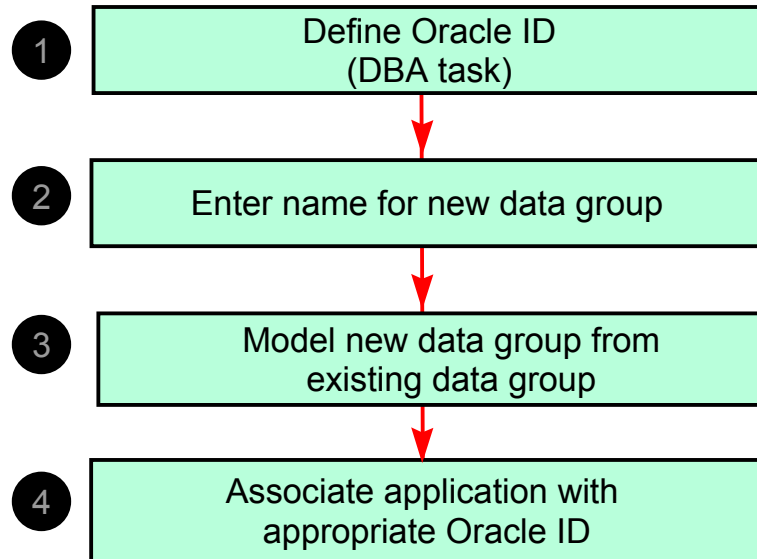 1
Define Oracle ID
(DBA task)
2
Enter name for new data group
3
Model new data group from
existing data group
4
Associate application with
appropriate Oracle ID